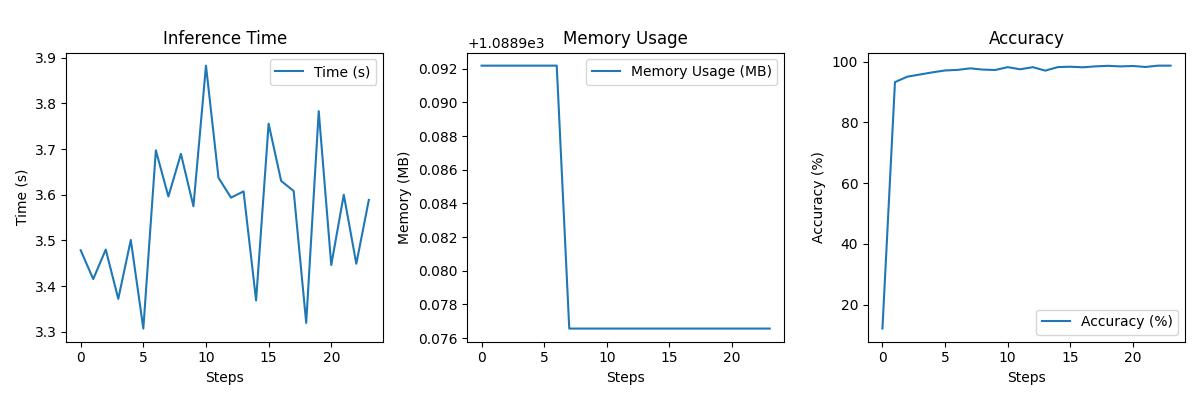 Inference Time
Time (s)
3.9
3.8
3.7
3.6
3.5
3.4
3.3
Time (s)
0 5 10 15 20
Steps
+1.0889e3
Memory Usage
Memory Usage (MB)
0.092
0.090
0.088
0.086
0.084
0.082
0.080
0.078
0.076
Memory (MB)
0 5 10 15 20
Steps
Accuracy
100
80
60
40
20
Accuracy (%)
Accuracy (%)
0 5 10 15 20
Steps